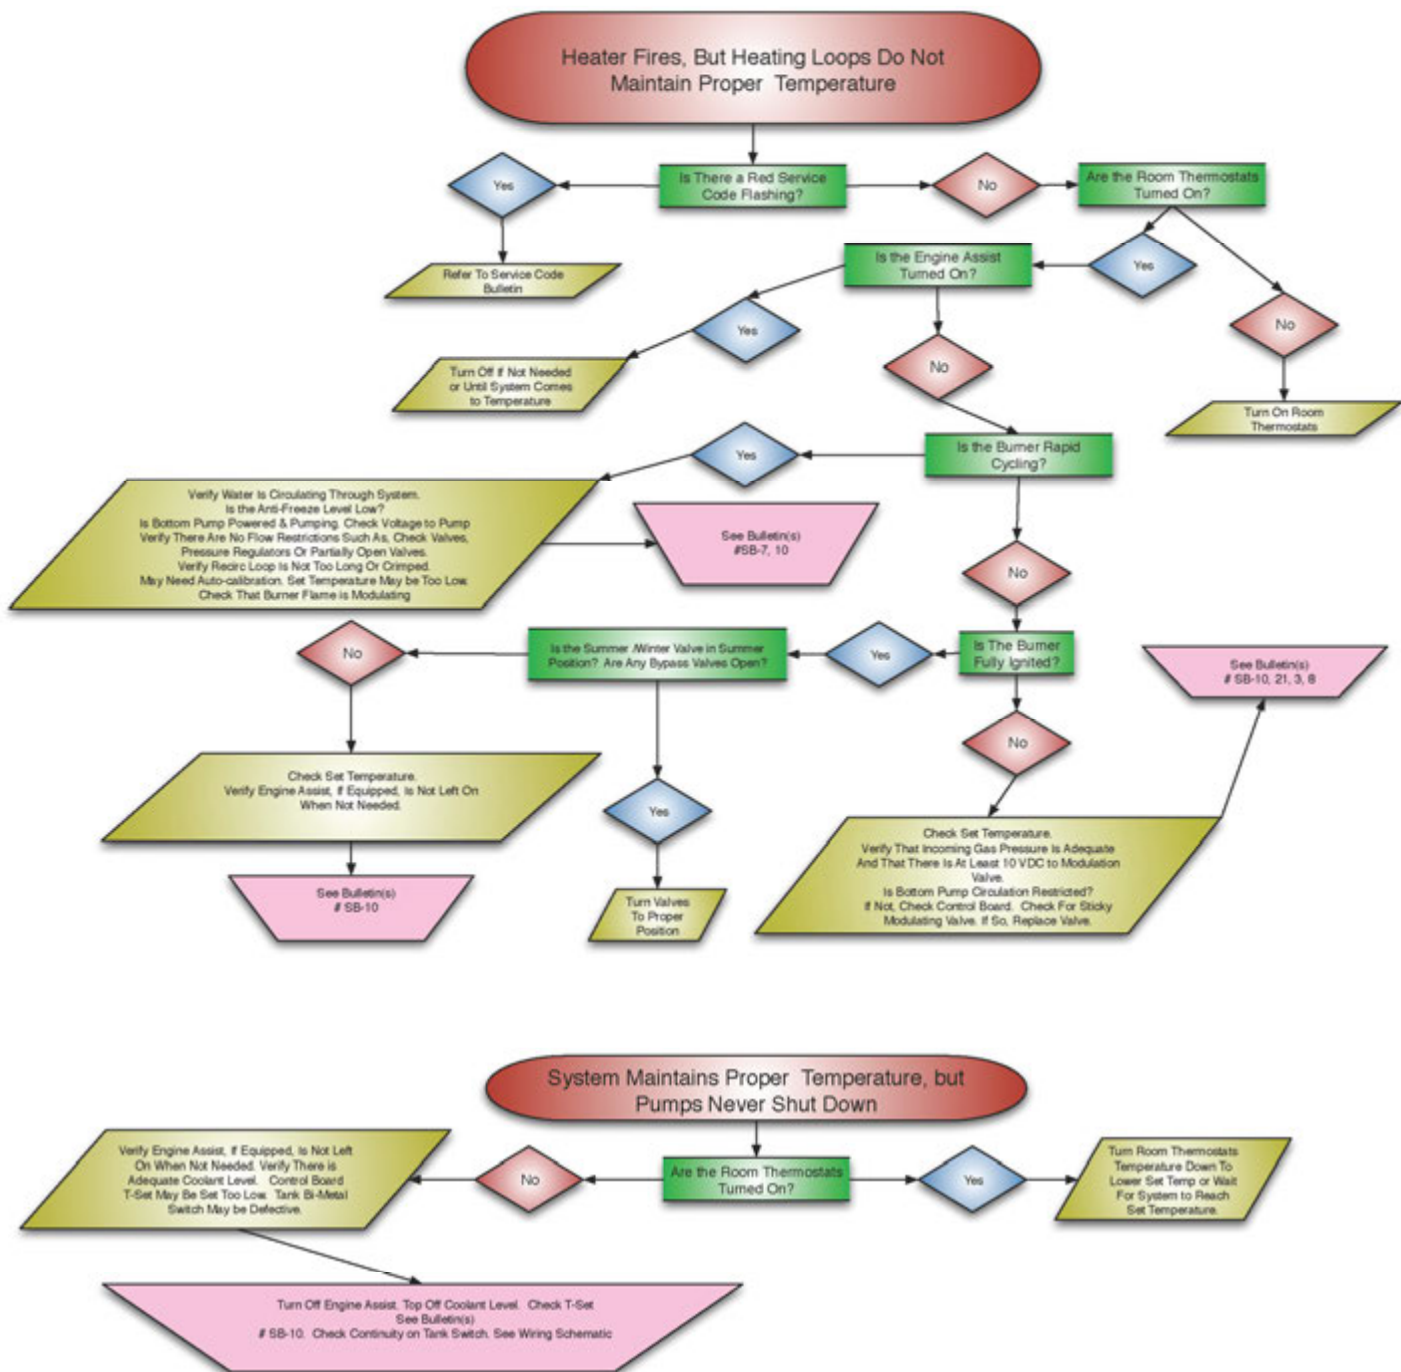 Heater Fires, But Heating Loops Do Not
Maintain Proper Temperature
Yes
Is There a Red Service
Code Flashing?
No
Are the Room Thermostats
Turned On?
Refer To Service Code
Bulletin
Is the Engine Assist
Turned On?
Yes
Yes
No
No
Turn Off If Not Needed
or Until System Comes
to Temperature
Turn On Room
Thermostats
Yes
Is the Burner Rapid
Cycling?
Verify Water Is Circulating Through System.
Is the Anti-Freeze Level Low?
Is Bottom Pump Powered & Pumping. Check Voltage to Pump
Verify There Are No Flow Restrictions Such As, Check Valves,
Pressure Regulators Or Partially Open Valves.
Verify Recirc Loop Is Not Too Long Or Crimped.
May Need Auto-calibration. Set Temperature May be Too Low.
Check That Burner Flame is Modulating
See Bulletin(s)
#SB-7, 10
No
No
Is the Summer /Winter Valve in Summer
Position? Are Any Bypass Valves Open?
Yes
Is The Burner
Fully Ignited?
See Bulletin(s)
# SB-10, 21, 3, 8
No
Check Set Temperature.
Verify Engine Assist, If Equipped, Is Not Left On
When Not Needed.
Yes
Check Set Temperature.
Verify That Incoming Gas Pressure Is Adequate
And That There Is At Least 10 VDC to Modulation
Valve.
Is Bottom Pump Circulation Restricted?
If Not, Check Control Board. Check For Sticky
Modulating Valve. If So, Replace Valve.
See Bulletin(s)
# SB-10
Turn Valves
To Proper
Position
System Maintains Proper Temperature, but
Pumps Never Shut Down
Verify Engine Assist, If Equipped, Is Not Left
On When Not Needed. Verify There is
Adequate Coolant Level. Control Board
T-Set May Be Set Too Low. Tank Bi-Metal
Switch May be Defective.
No
Are the Room Thermostats
Turned On?
Yes
Turn Room Thermostats
Temperature Down To
Lower Set Temp or Wait
For System to Reach
Set Temperature.
Turn Off Engine Assist. Top Off Coolant Level. Check T-Set
See Bulletin(s)
# SB-10. Check Continuity on Tank Switch. See Wiring Schematic